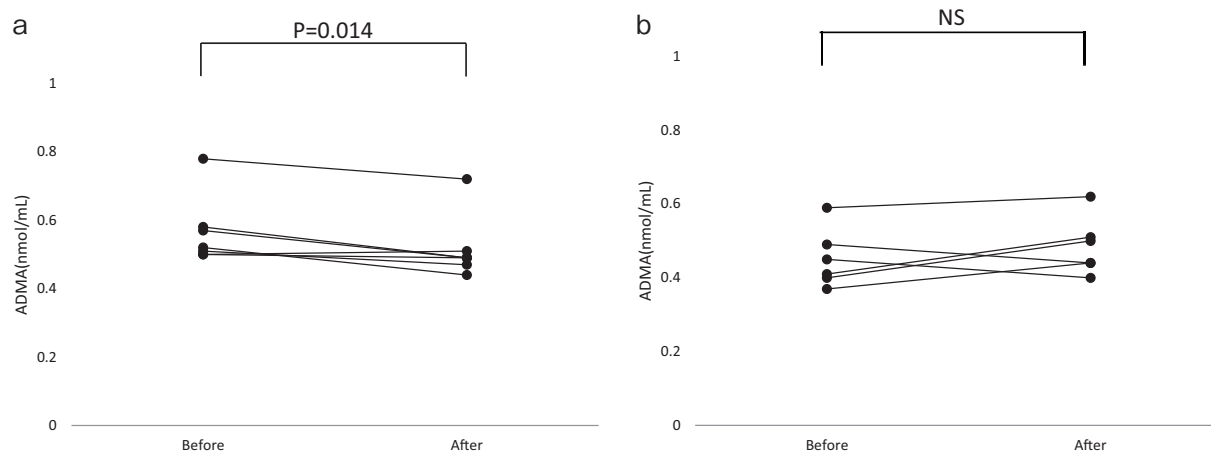 a
P=0.014
1
0.8
0.6
0.4
0.2
0
ADMA(nmol/mL)
Before
After
b
NS
1
0.8
0.6
0.4
0.2
0
ADMA(nmol/mL)
Before
After